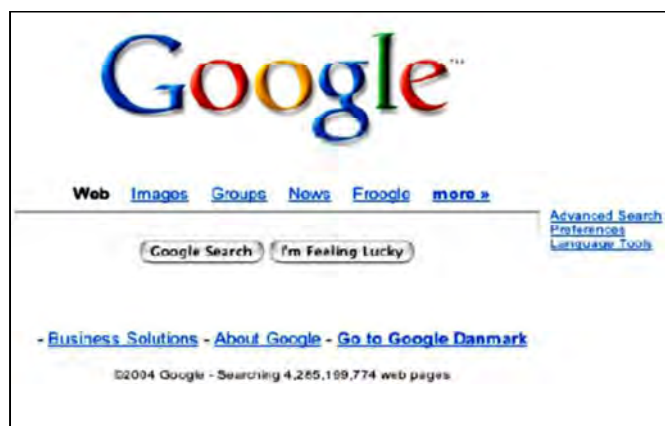 Google™
Web Images Groups News Froogle more »
Advanced Search
Preferences
Language Tools
Google Search I'm Feeling Lucky
- Business Solutions - About Google - Go to Google Danmark
©2004 Google - Searching 4,285,199,774 web pages